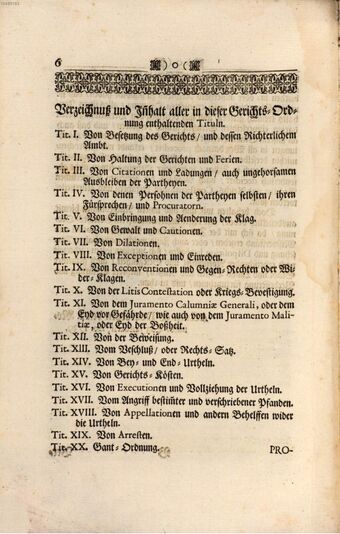 6 )o(
Verzeichnuß und Jnhalt aller in dieser Gerichts-Ord-
nung enthaltenden Tituln.
Tit. I. Von Besetzung des Gerichts / und dessen Richterlichem
Ambt.
Tit. II. Von Haltung der Gerichten und Ferien.
Tit. III. Von Citationen und Ladungen / auch ungehorsamen
Ausbleiben der Partheyen.
Tit. IV. Von denen Persohnen der Partheyen selbsten / ihren
Fürsprechen / und Procuratorn.
Tit. V. Von Einbringung und Aenderung der Klag.
Tit. VI. Von Gewalt und Cautionen.
Tit. VII. Von Dilationen.
Tit. VIII. Von Exceptionen und Einreden.
Tit. IX. Von Reconventionen und Gegen-Rechten oder Wi-
der-Klagen.
Tit. X. Von der Litis Contestation oder Kriegs-Bevestigung.
Tit. XI. Von dem Juramento Calumniæ Generali, oder dem
Eyd vor Gefährde / wie auch von dem Juramento Mali-
tiæ, oder Eyd der Boßheit.
Tit. XII. Von der Beweisung.
Tit. XIII. Vom Beschluß / oder Rechts-Satz.
Tit. XIV. Von Bey- und End-Urtheln.
Tit. XV. Von Gerichts-Kösten.
Tit. XVI. Von Executionen und Vollziehung der Urtheln.
Tit. XVII. Vom Angriff bestimter und verschriebener Pfanden.
Tit. XVIII. Von Appellationen und andern Behelffen wider
die Urtheln.
Tit. XIX. Von Arresten.
Tit. XX. Gant-Ordnung.
PRO-